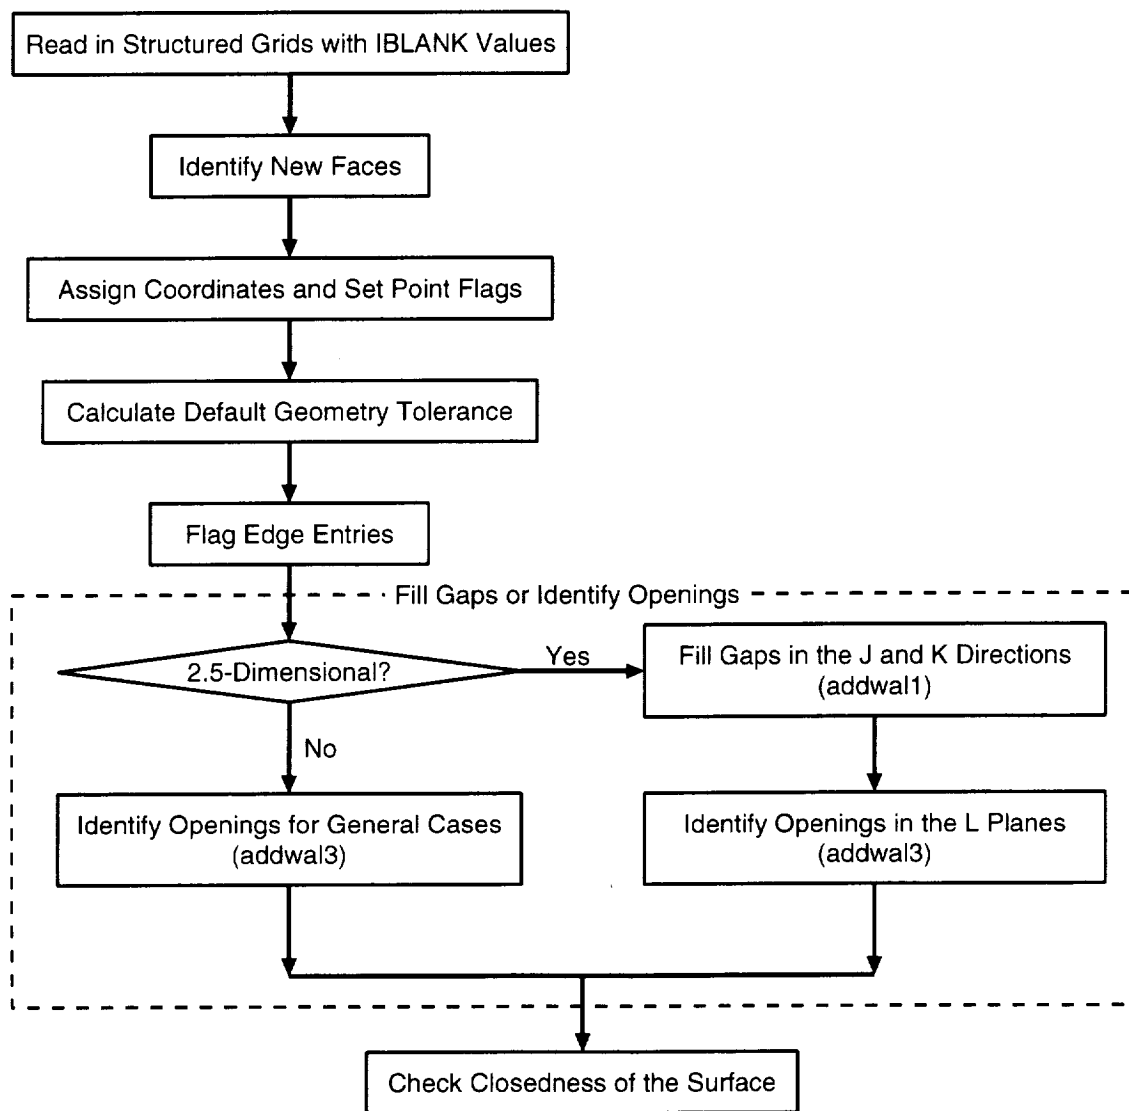 Read in Structured Grids with IBLANK Values
Identify New Faces
Assign Coordinates and Set Point Flags
Calculate Default Geometry Tolerance
Flag Edge Entries
Fill Gaps or Identify Openings
2.5-Dimensional?
Yes
Fill Gaps in the J and K Directions
(addwal1)
No
Identify Openings for General Cases
(addwal3)
Identify Openings in the L Planes
(addwal3)
Check Closedness of the Surface